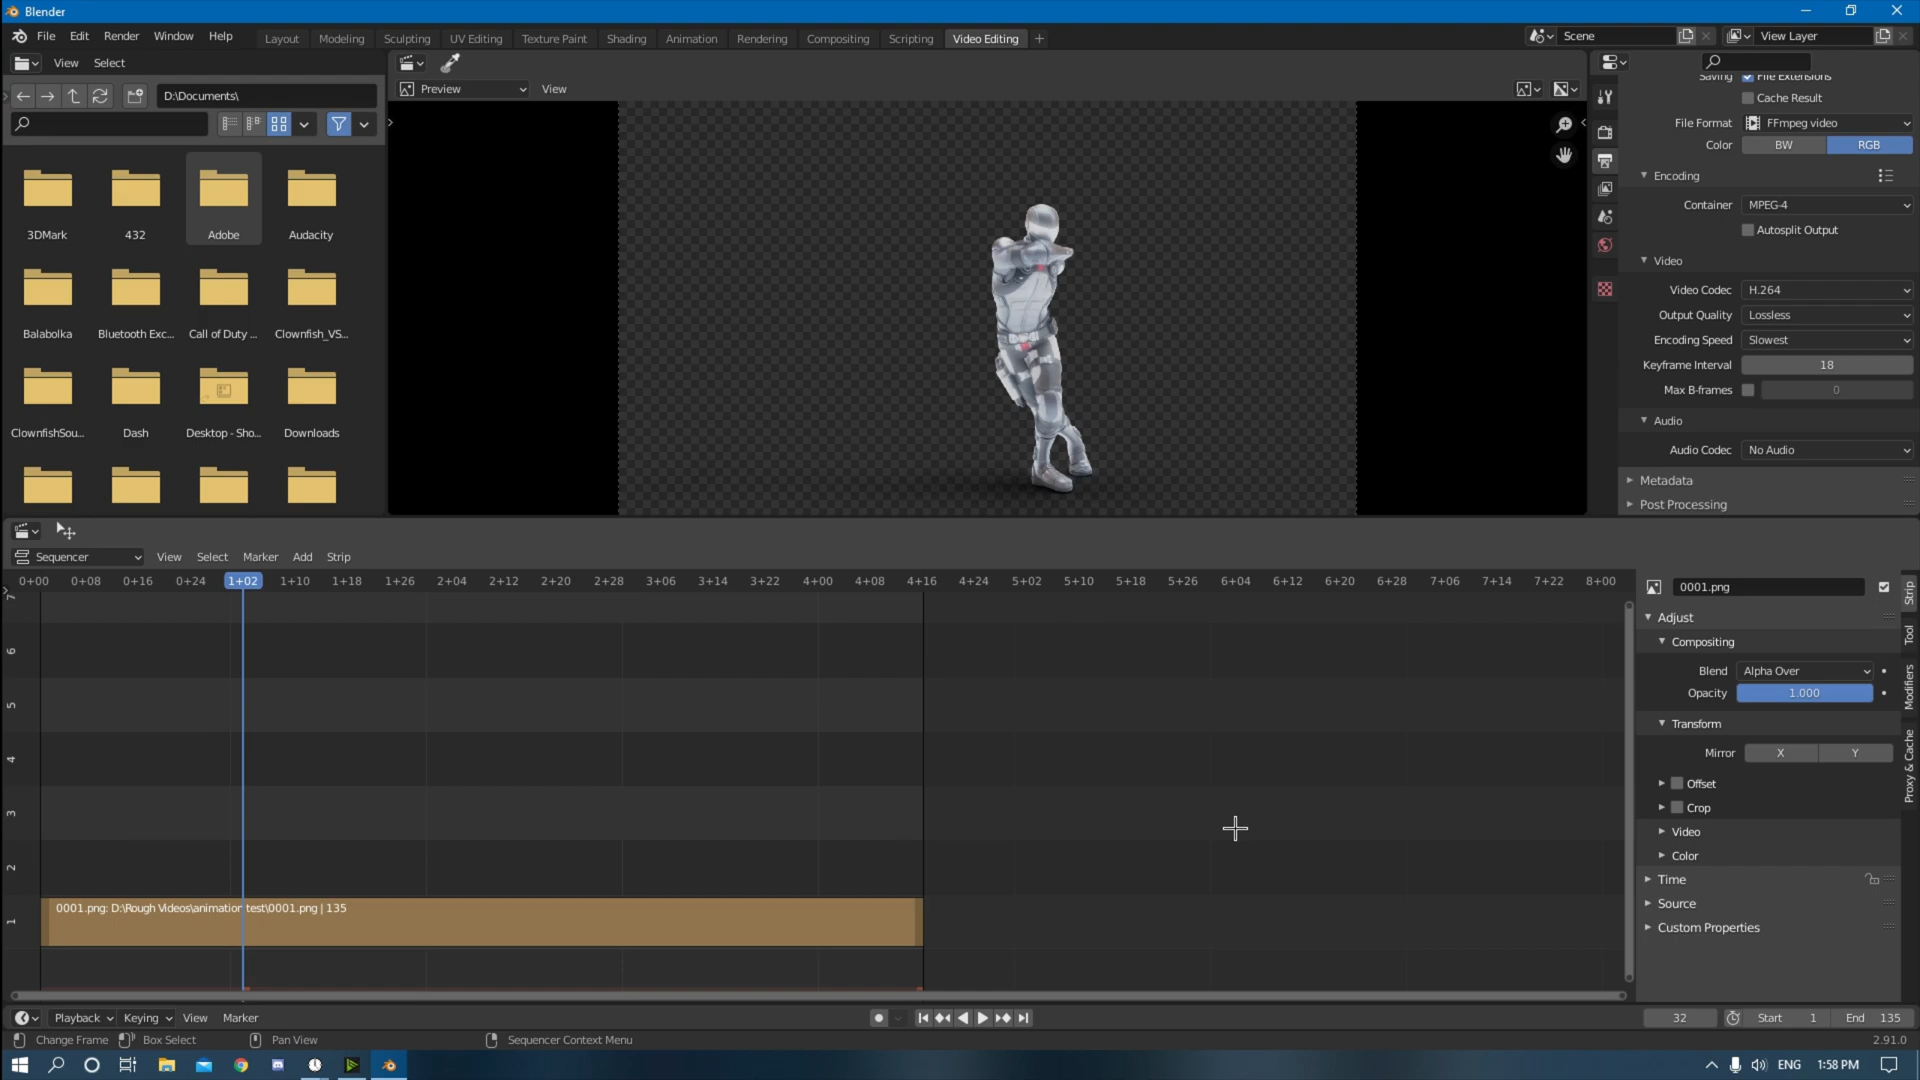 Blender
File Edit Render Window Help
Layout Modeling Sculpting UV Editing Texture Paint Shading Animation Rendering Compositing Scripting Video Editing +
Scene
View Layer
View Select
D:\Documents\
3DMark 432 Adobe Audacity
Balabolka Bluetooth Exc... Call of Duty ... Clownfish_VS...
ClownfishSou... Dash Desktop - Sho... Downloads
Preview View
Saving File Extensions
Cache Result
File Format FFmpeg video
Color BW RGB
Encoding
Container MPEG-4
Autosplit Output
Video
Video Codec H.264
Output Quality Lossless
Encoding Speed Slowest
Keyframe Interval 18
Max B-frames 0
Audio
Audio Codec No Audio
Metadata
Post Processing
Sequencer View Select Marker Add Strip
0+00 0+08 0+16 0+24 1+02 1+10 1+18 1+26 2+04 2+12 2+20 2+28 3+06 3+14 3+22 4+00 4+08 4+16 4+24 5+02 5+10 5+18 5+26 6+04 6+12 6+20 6+28 7+06 7+14 7+22 8+00
7
6
5
4
3
2
1
0001.png: D:\Rough Videos\animation test\0001.png | 135
0001.png
Adjust
Compositing
Blend Alpha Over
Opacity 1.000
Transform
Mirror X Y
Offset
Crop
Video
Color
Time
Source
Custom Properties
Strip
Tool
Modifiers
Proxy & Cache
Playback Keying View Marker
32 Start 1 End 135
Change Frame Box Select Pan View Sequencer Context Menu
2.91.0
ENG 1:58 PM